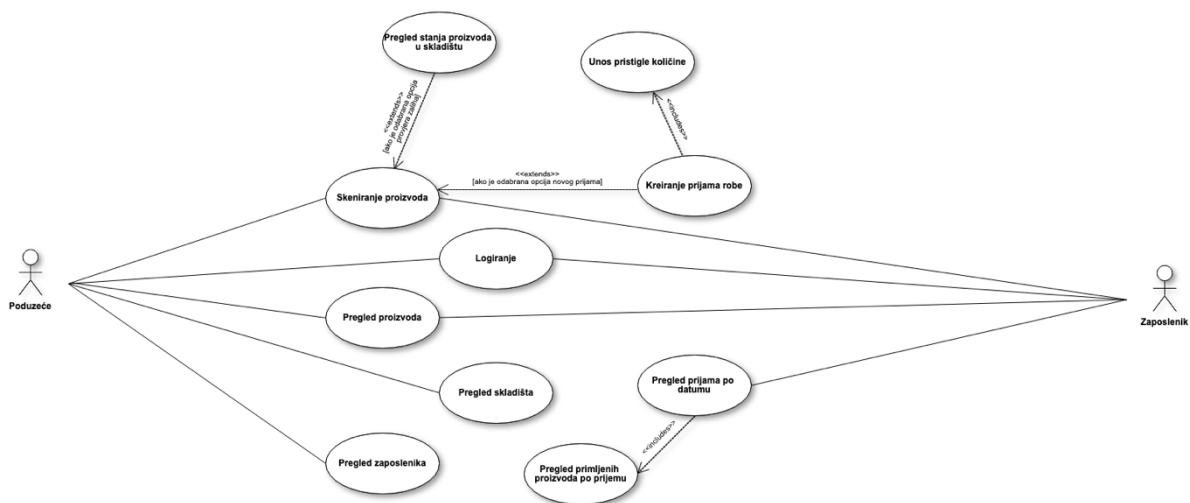 Pregled stanja proizvoda
u skladištu
Unos pristigle količine
<<extends>>
[ako je odabrana opcija
provjera zaliha]
<<includes>>
<<extends>>
[ako je odabrana opcija novog prijama]
Skeniranje proizvoda
Kreiranje prijama robe
Logiranje
Poduzeće
Pregled proizvoda
Zaposlenik
Pregled skladišta
Pregled prijama po
datumu
<<includes>>
Pregled zaposlenika
Pregled primljenih
proizvoda po prijemu